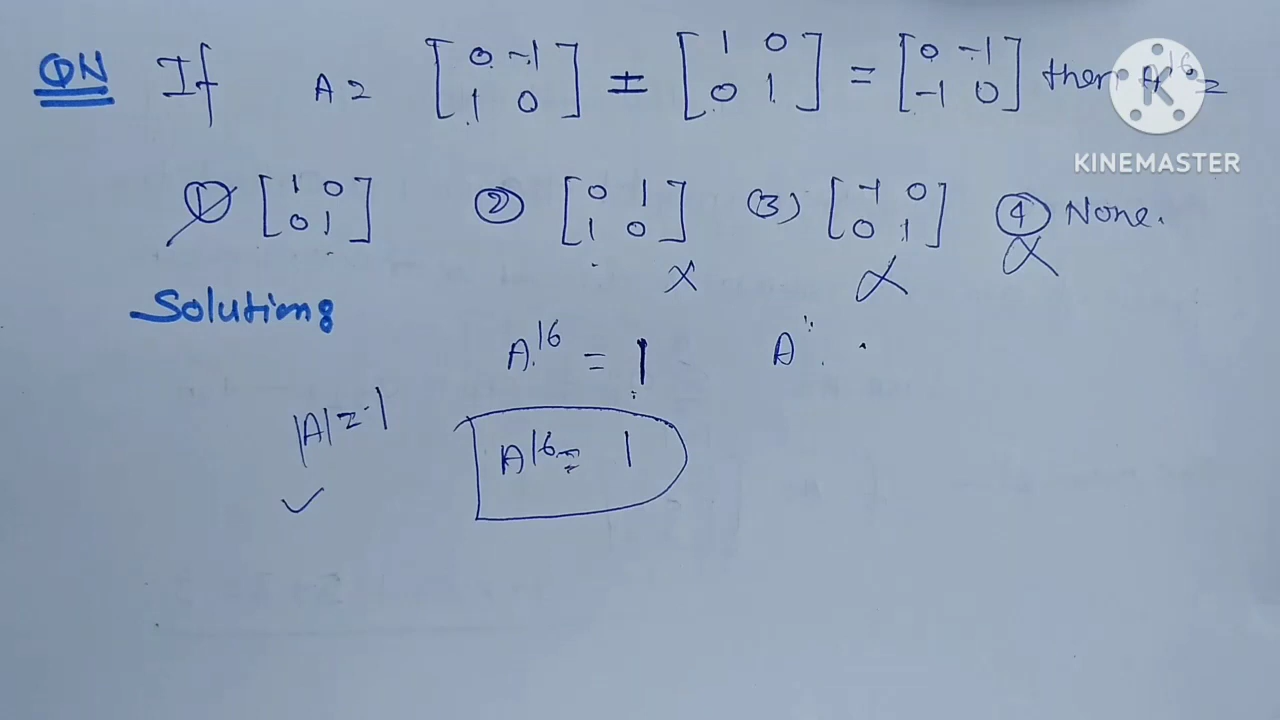 QN If A = [0 -1 1 0] ± [1 0 0 1] = [0 -1 -1 0] then A^16 =
KINEMASTER
① [1 0 0 1] ② [0 1 1 0] (3) [-1 0 0 1] ④ None.
Solution:
A^16 = 1 A
|A| = -1
A^16 = 1